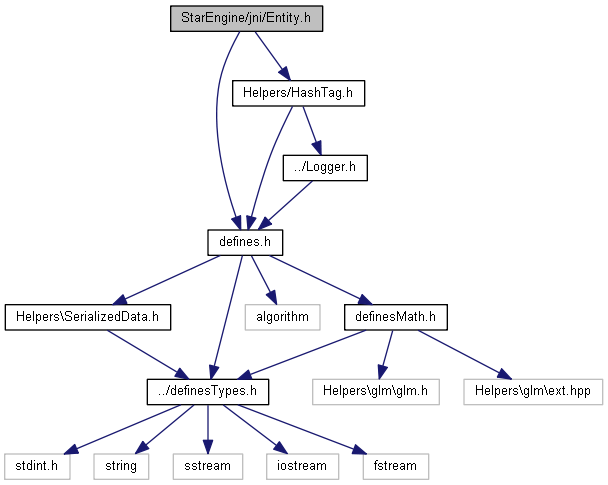 StarEngine/jni/Entity.h
Helpers/HashTag.h
../Logger.h
defines.h
Helpers\SerializedData.h
algorithm
definesMath.h
../definesTypes.h
Helpers\glm\glm.h
Helpers\glm\ext.hpp
stdint.h
string
sstream
iostream
fstream